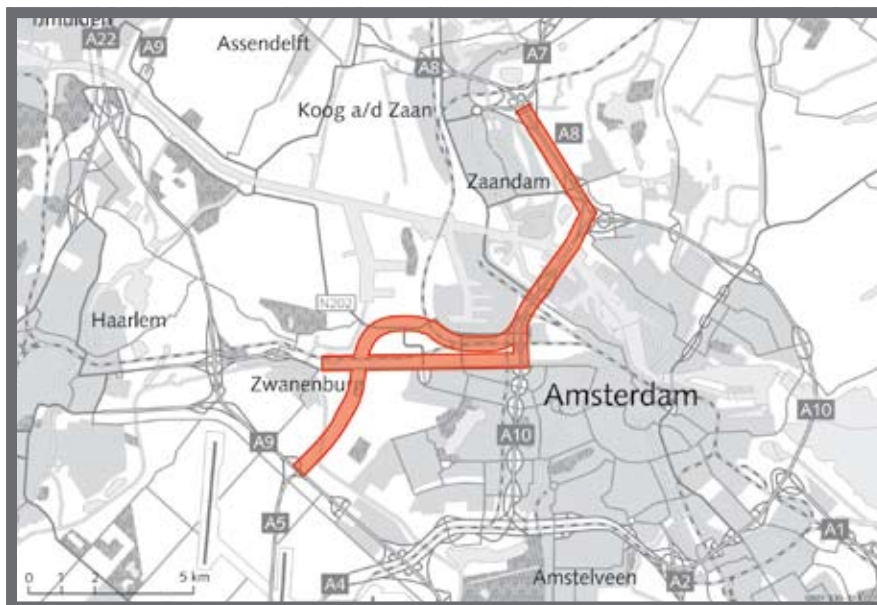 IJmuiden
A22
A9
Assendelft
A8
A7
Koog a/d Zaan
A8
Zaandam
N202
Haarlem
Zwanenburg
Amsterdam
A10
A10
A9
A5
A1
0 1 2 5 km
A4
Amstelveen
A2